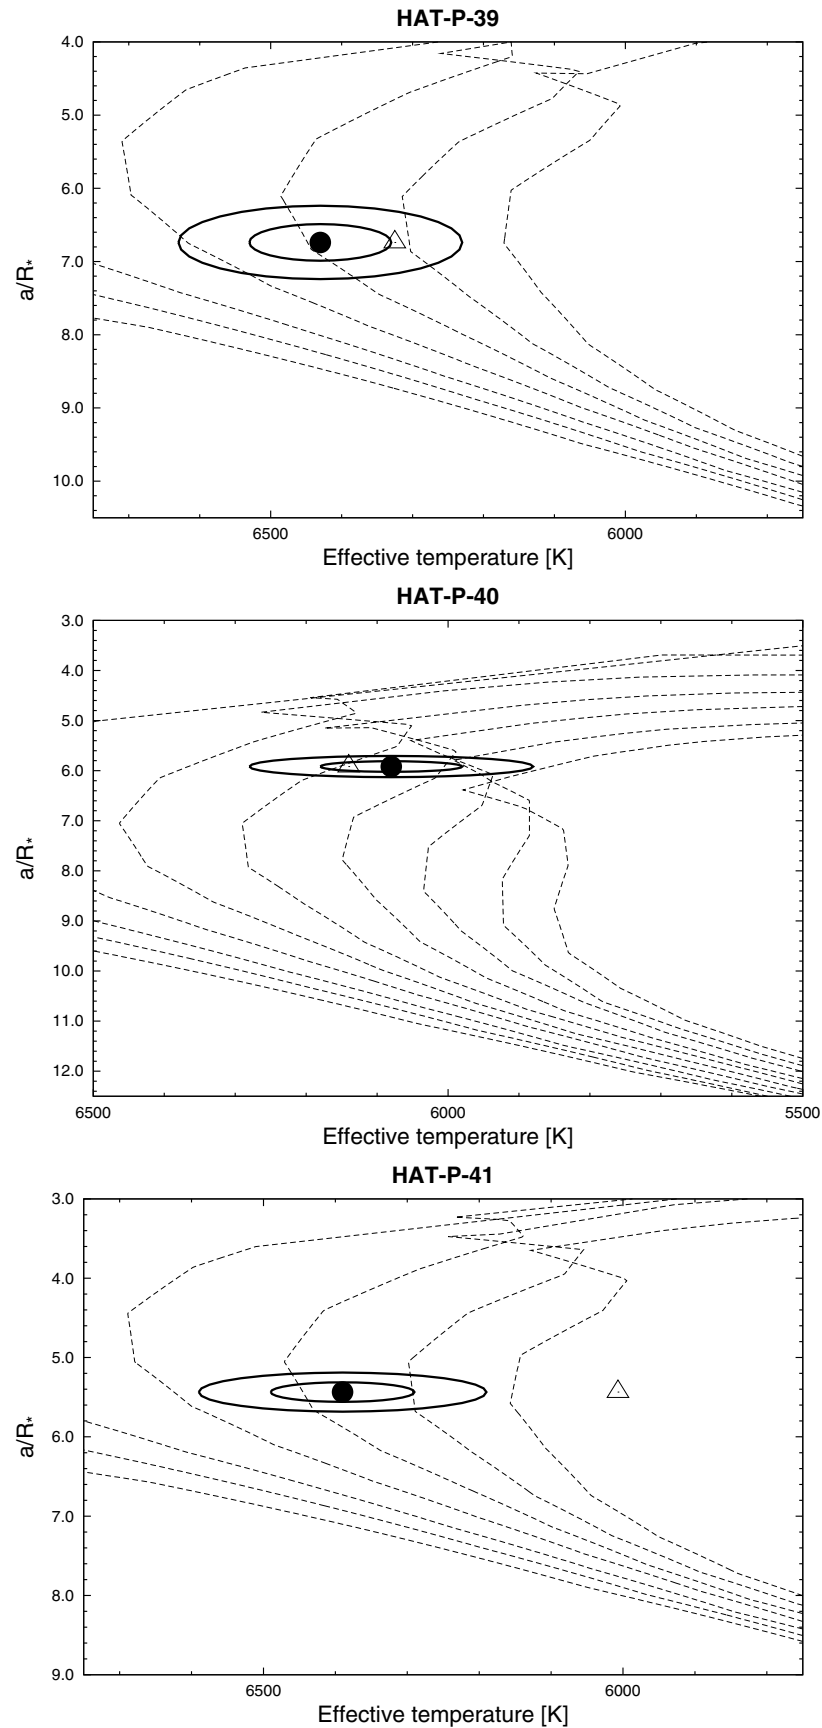 HAT-P-39
4.0
5.0
6.0
7.0
8.0
9.0
10.0
a/R*
6500 6000
Effective temperature [K]
HAT-P-40
3.0
4.0
5.0
6.0
7.0
8.0
9.0
10.0
11.0
12.0
a/R*
6500 6000 5500
Effective temperature [K]
HAT-P-41
3.0
4.0
5.0
6.0
7.0
8.0
9.0
a/R*
6500 6000
Effective temperature [K]